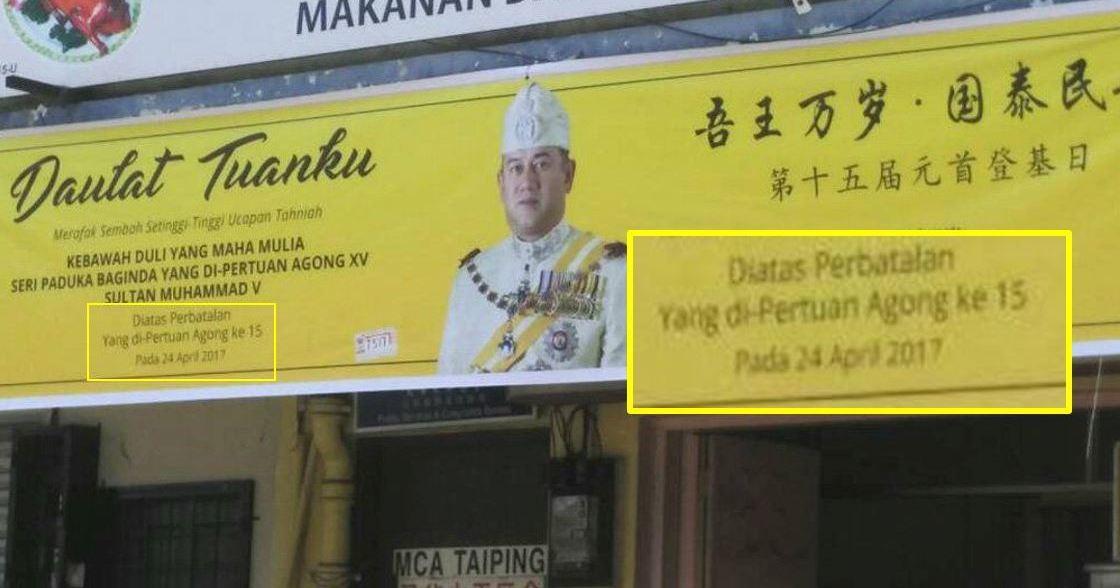 MAKANAN
Daulat Tuanku
Merafak Sembah Setinggi-Tinggi Ucapan Tahniah
KEBAWAH DULI YANG MAHA MULIA
SERI PADUKA BAGINDA YANG DI-PERTUAN AGONG XV
SULTAN MUHAMMAD V
Diatas Perbatalan
Yang di-Pertuan Agong ke 15
Pada 24 April 2017
吾王万岁·国泰民
第十五届元首登基日
Diatas Perbatalan
Yang di-Pertuan Agong ke 15
Pada 24 April 2017
MCA TAIPING